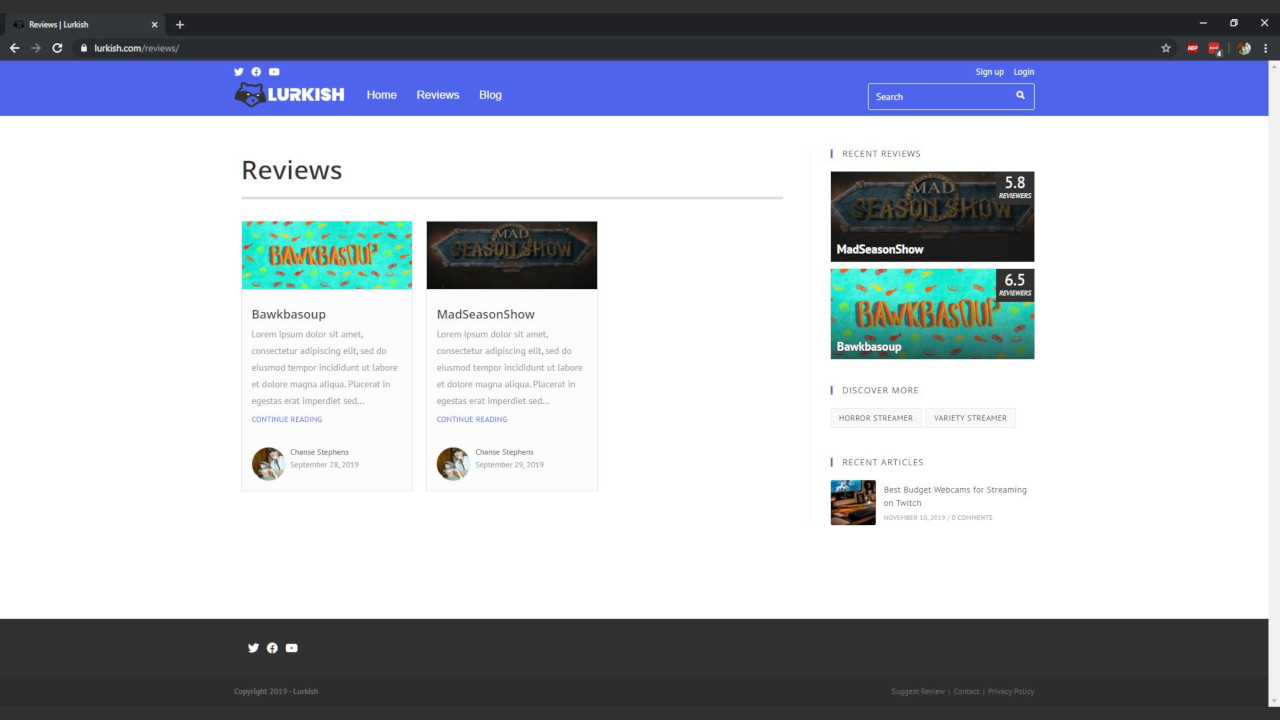 Reviews | Lurkish
lurkish.com/reviews/
ABP
4
Sign up Login
LURKISH Home Reviews Blog
Search
Reviews
BAWKBASOUP
Bawkbasoup
Lorem ipsum dolor sit amet,
consectetur adipiscing elit, sed do
eiusmod tempor incididunt ut labore
et dolore magna aliqua. Placerat in
egestas erat imperdiet sed...
CONTINUE READING
Chanse Stephens
September 28, 2019
MAD
SEASON SHOW
MadSeasonShow
Lorem ipsum dolor sit amet,
consectetur adipiscing elit, sed do
eiusmod tempor incididunt ut labore
et dolore magna aliqua. Placerat in
egestas erat imperdiet sed...
CONTINUE READING
Chanse Stephens
September 29, 2019
RECENT REVIEWS
MAD
SEASON SHOW
5.8
REVIEWERS
MadSeasonShow
BAWKBASOUP
6.5
REVIEWERS
Bawkbasoup
DISCOVER MORE
HORROR STREAMER VARIETY STREAMER
RECENT ARTICLES
Best Budget Webcams for Streaming
on Twitch
NOVEMBER 10, 2019 / 0 COMMENTS
Copyright 2019 - Lurkish
Suggest Review | Contact | Privacy Policy